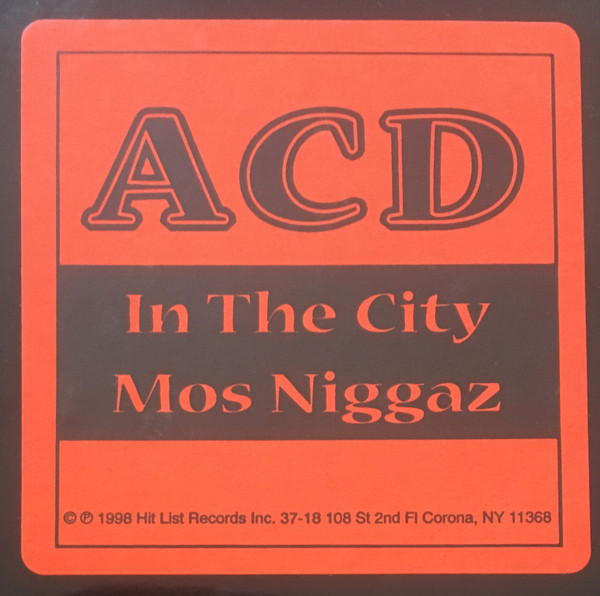 ACD
In The City
Mos Niggaz
© ℗ 1998 Hit List Records Inc. 37-18 108 St 2nd Fl Corona, NY 11368